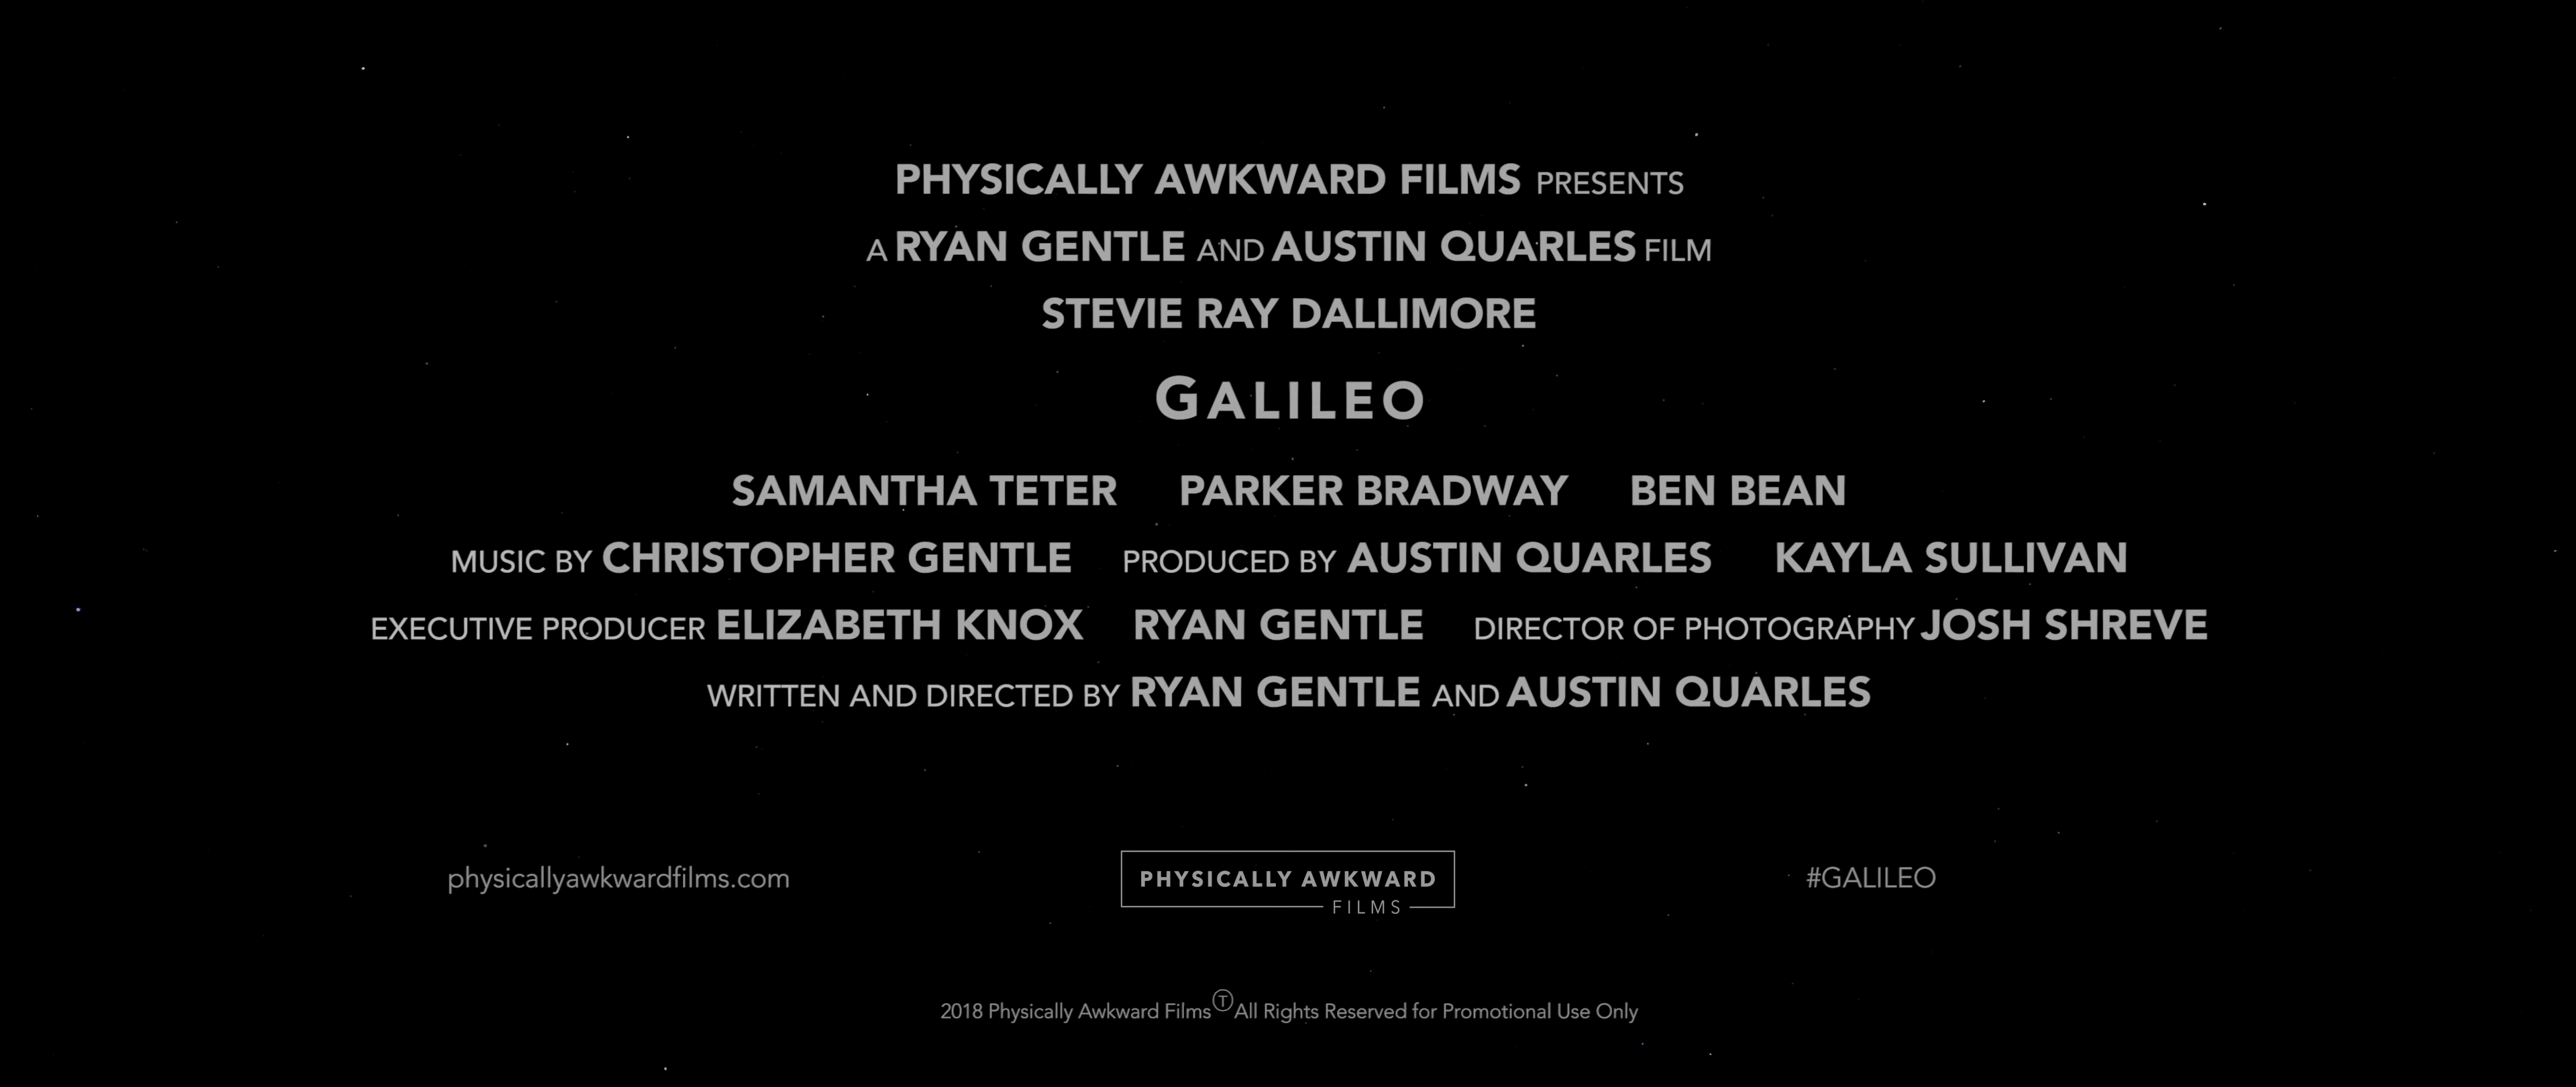 PHYSICALLY AWKWARD FILMS PRESENTS
A RYAN GENTLE AND AUSTIN QUARLES FILM
STEVIE RAY DALLIMORE
GALILEO
SAMANTHA TETER PARKER BRADWAY BEN BEAN
MUSIC BY CHRISTOPHER GENTLE PRODUCED BY AUSTIN QUARLES KAYLA SULLIVAN
EXECUTIVE PRODUCER ELIZABETH KNOX RYAN GENTLE DIRECTOR OF PHOTOGRAPHY JOSH SHREVE
WRITTEN AND DIRECTED BY RYAN GENTLE AND AUSTIN QUARLES
physicallyawkwardfilms.com
PHYSICALLY AWKWARD
FILMS
#GALILEO
2018 Physically Awkward Films Ⓣ All Rights Reserved for Promotional Use Only